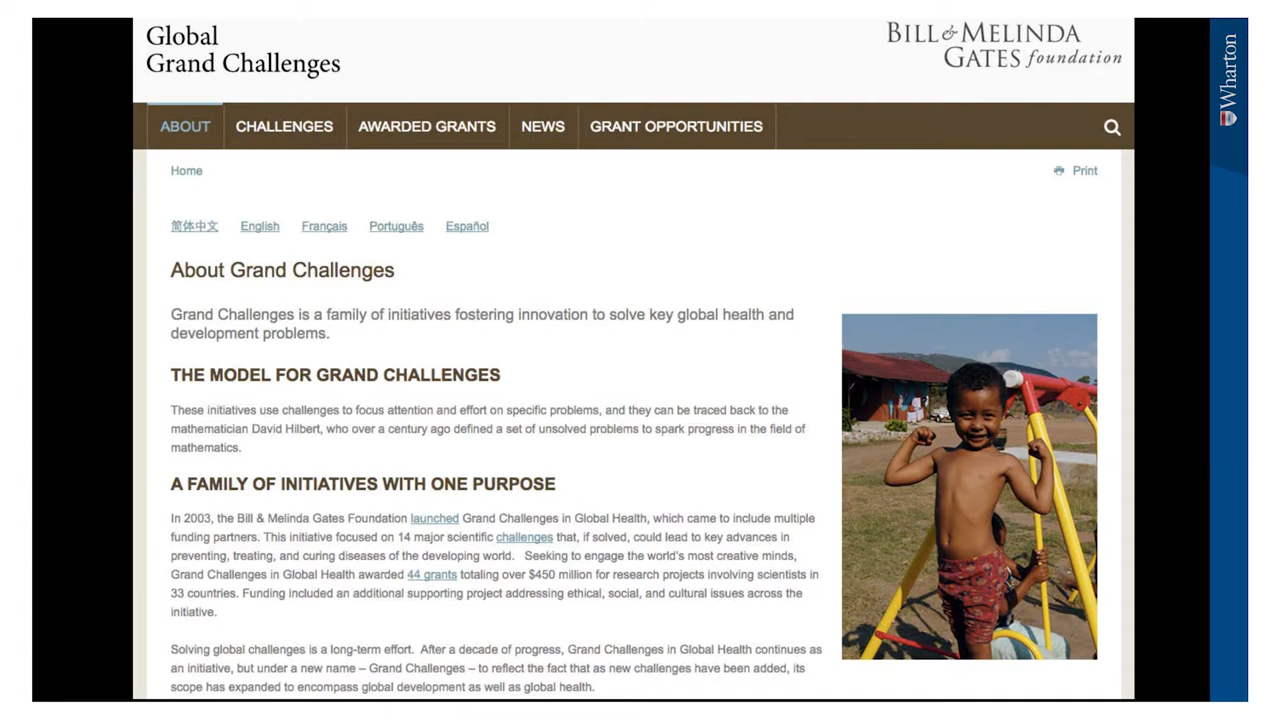 Global
Grand Challenges
BILL & MELINDA
GATES foundation
Wharton
ABOUT
CHALLENGES
AWARDED GRANTS
NEWS
GRANT OPPORTUNITIES
Home
Print
简体中文 English Français Português Español
About Grand Challenges
Grand Challenges is a family of initiatives fostering innovation to solve key global health and
development problems.
THE MODEL FOR GRAND CHALLENGES
These initiatives use challenges to focus attention and effort on specific problems, and they can be traced back to the
mathematician David Hilbert, who over a century ago defined a set of unsolved problems to spark progress in the field of
mathematics.
A FAMILY OF INITIATIVES WITH ONE PURPOSE
In 2003, the Bill & Melinda Gates Foundation launched Grand Challenges in Global Health, which came to include multiple
funding partners. This initiative focused on 14 major scientific challenges that, if solved, could lead to key advances in
preventing, treating, and curing diseases of the developing world. Seeking to engage the world's most creative minds,
Grand Challenges in Global Health awarded 44 grants totaling over $450 million for research projects involving scientists in
33 countries. Funding included an additional supporting project addressing ethical, social, and cultural issues across the
initiative.
Solving global challenges is a long-term effort. After a decade of progress, Grand Challenges in Global Health continues as
an initiative, but under a new name – Grand Challenges – to reflect the fact that as new challenges have been added, its
scope has expanded to encompass global development as well as global health.